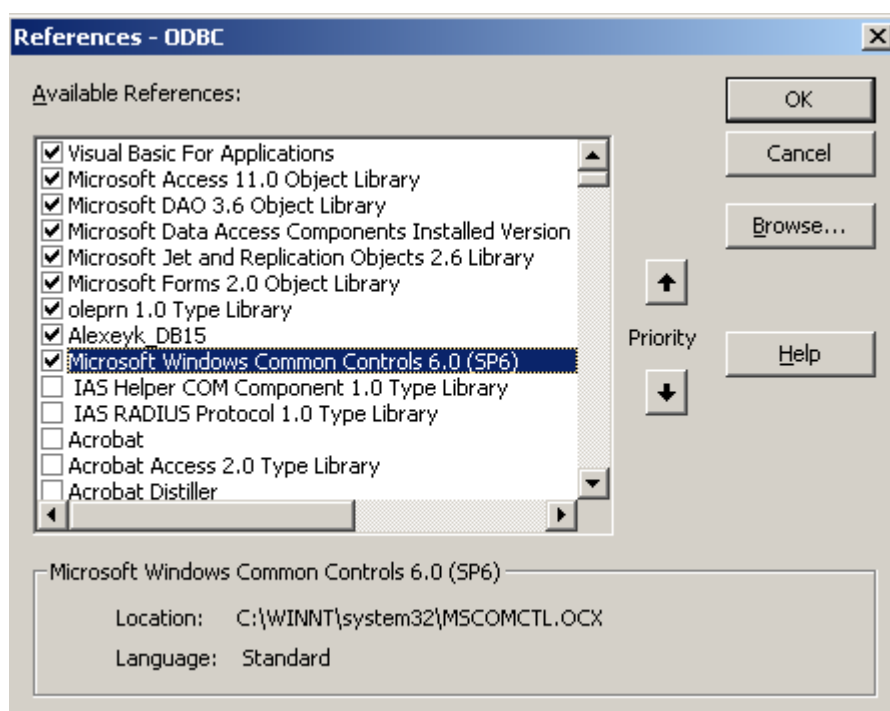 References - ODBC
Available References:
Visual Basic For Applications
Microsoft Access 11.0 Object Library
Microsoft DAO 3.6 Object Library
Microsoft Data Access Components Installed Version
Microsoft Jet and Replication Objects 2.6 Library
Microsoft Forms 2.0 Object Library
oleprn 1.0 Type Library
Alexeyk_DB15
Microsoft Windows Common Controls 6.0 (SP6)
IAS Helper COM Component 1.0 Type Library
IAS RADIUS Protocol 1.0 Type Library
Acrobat
Acrobat Access 2.0 Type Library
Acrobat Distiller
OK
Cancel
Browse...
Priority
Help
Microsoft Windows Common Controls 6.0 (SP6)
Location: C:\WINNT\system32\MSCOMCTL.OCX
Language: Standard